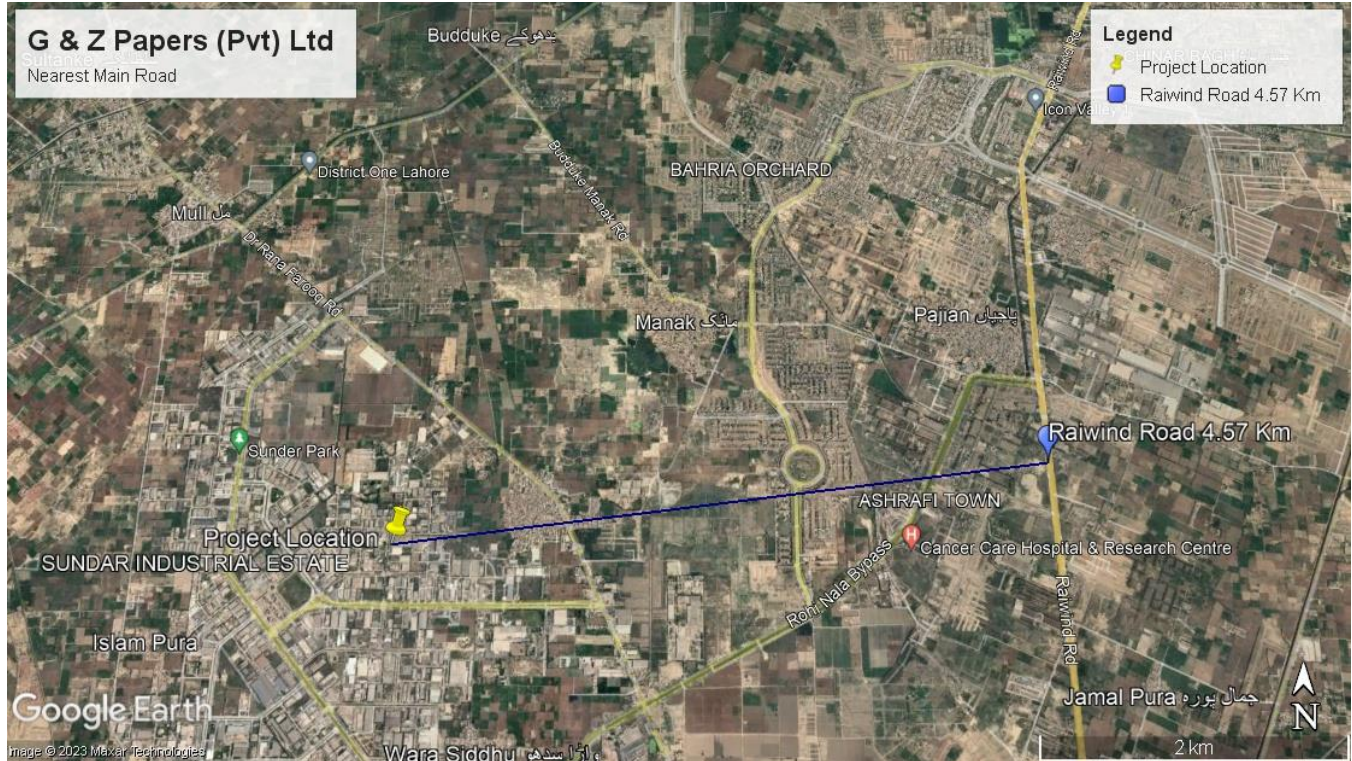 G & Z Papers (Pvt) Ltd
Sultanke
Nearest Main Road
Budduke بدھوکے
Legend
Project Location
Raiwind Road 4.57 Km
Raiwind Rd
Icon Valley
District One Lahore
Budduke Manak Rd
BAHRIA ORCHARD
Mull مل
Dr Rana Farooq Rd
Manak مانک
Pajian پاجیاں
Raiwind Road 4.57 Km
Sunder Park
ASHRAFI TOWN
Project Location
Cancer Care Hospital & Research Centre
SUNDAR INDUSTRIAL ESTATE
Rohi Nala Bypass
Raiwind Rd
Islam Pura
Jamal Pura جمال پورہ
N
Google Earth
Image © 2023 Maxar Technologies
Wara Siddhu واڑا سدھو
2 km